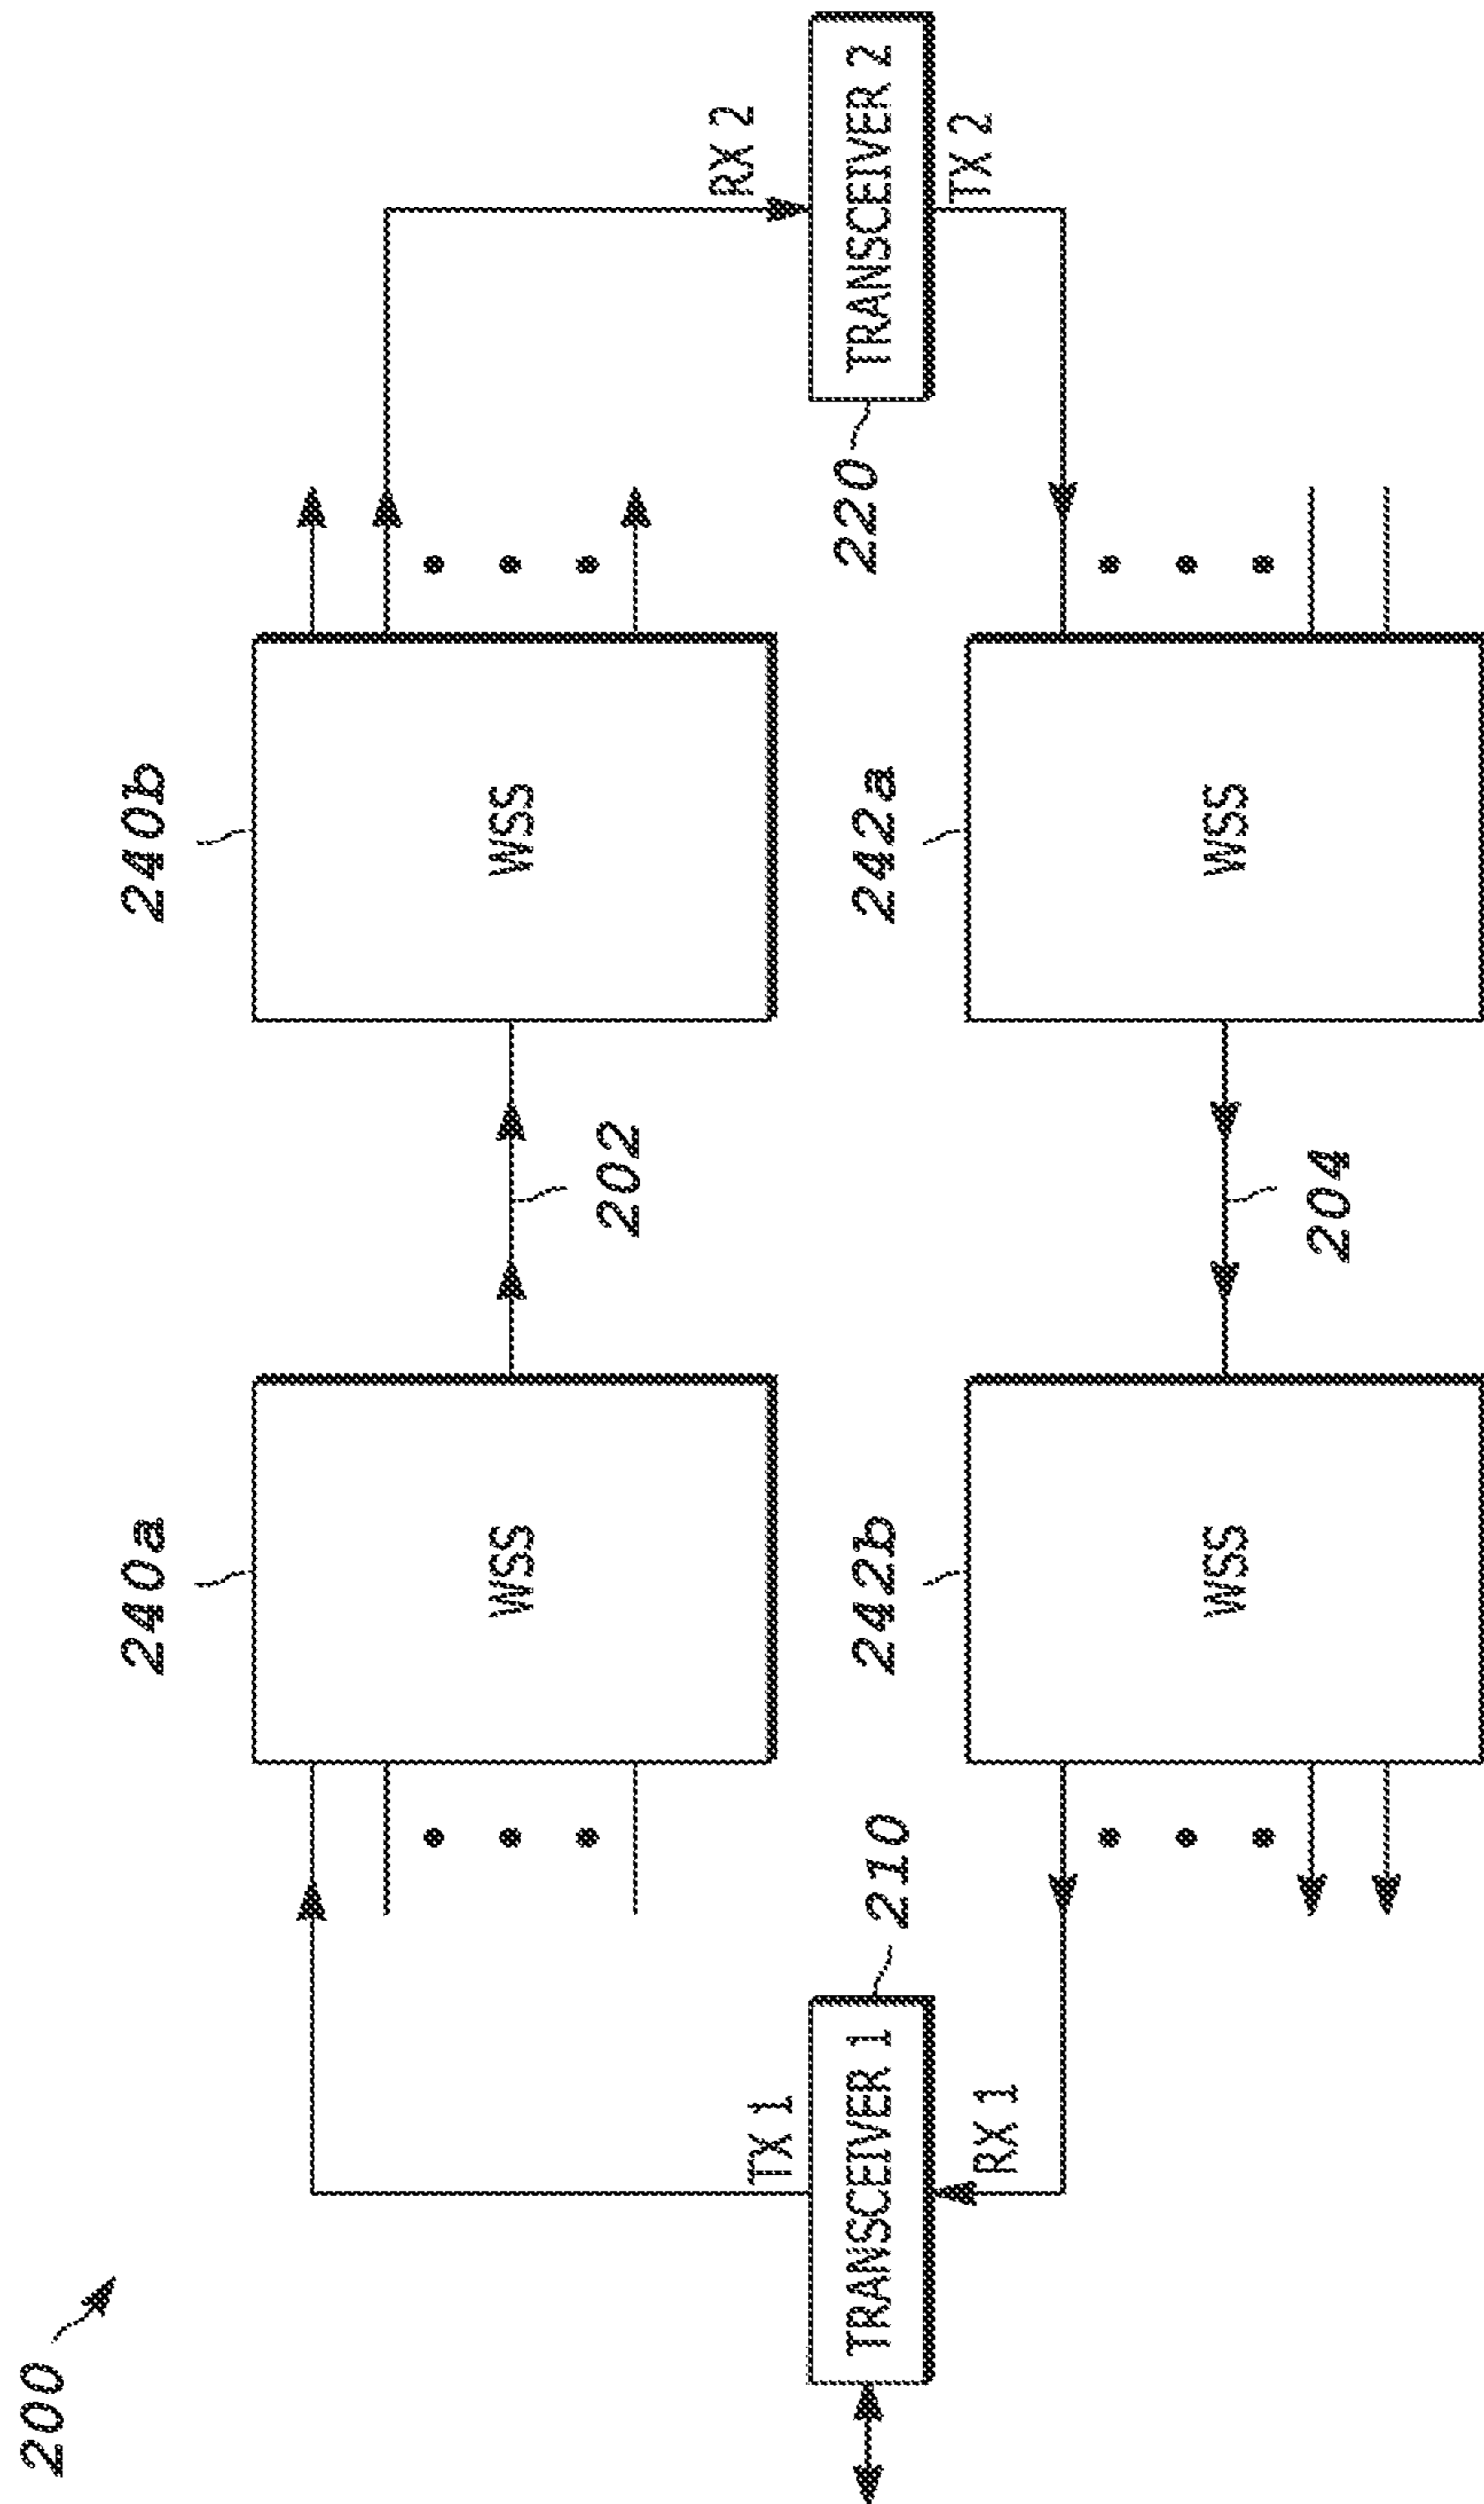 200
240a
240b
WSS
WSS
202
TX 1
RX 2
TRANSCEIVER 1
210
220
TRANSCEIVER 2
RX 1
TX 2
242b
242a
WSS
WSS
204